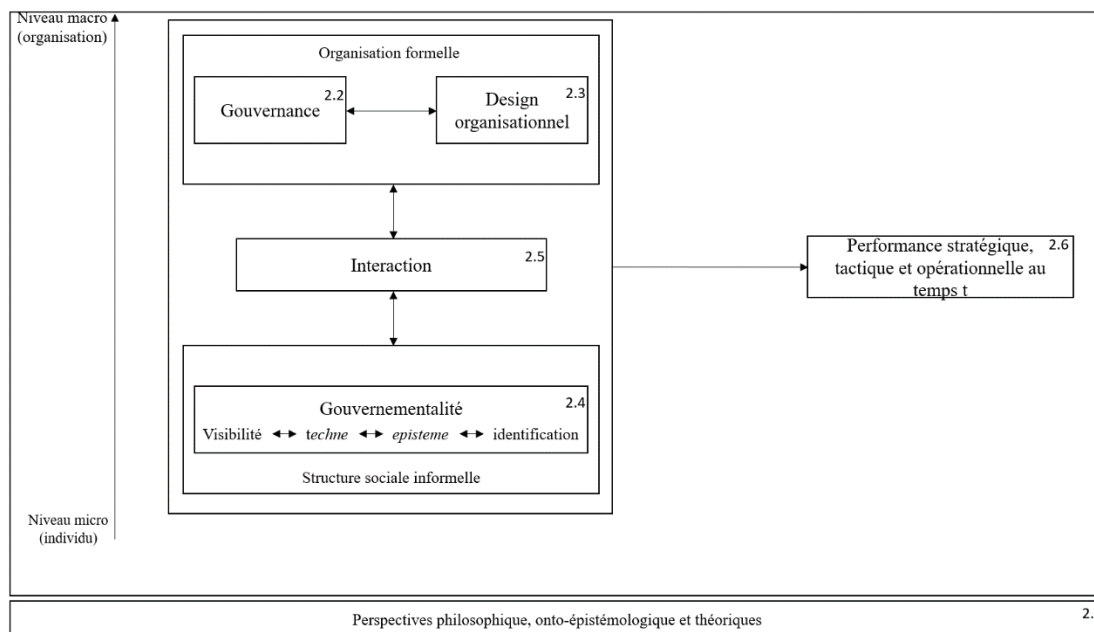 Niveau macro
(organisation)
Organisation formelle
2.2
Gouvernance
2.3
Design
organisationnel
2.5
Interaction
2.6
Performance stratégique,
tactique et opérationnelle au
temps t
2.4
Gouvernementalité
Visibilité techne episteme identification
Structure sociale informelle
Niveau micro
(individu)
Perspectives philosophique, onto-épistémologique et théoriques